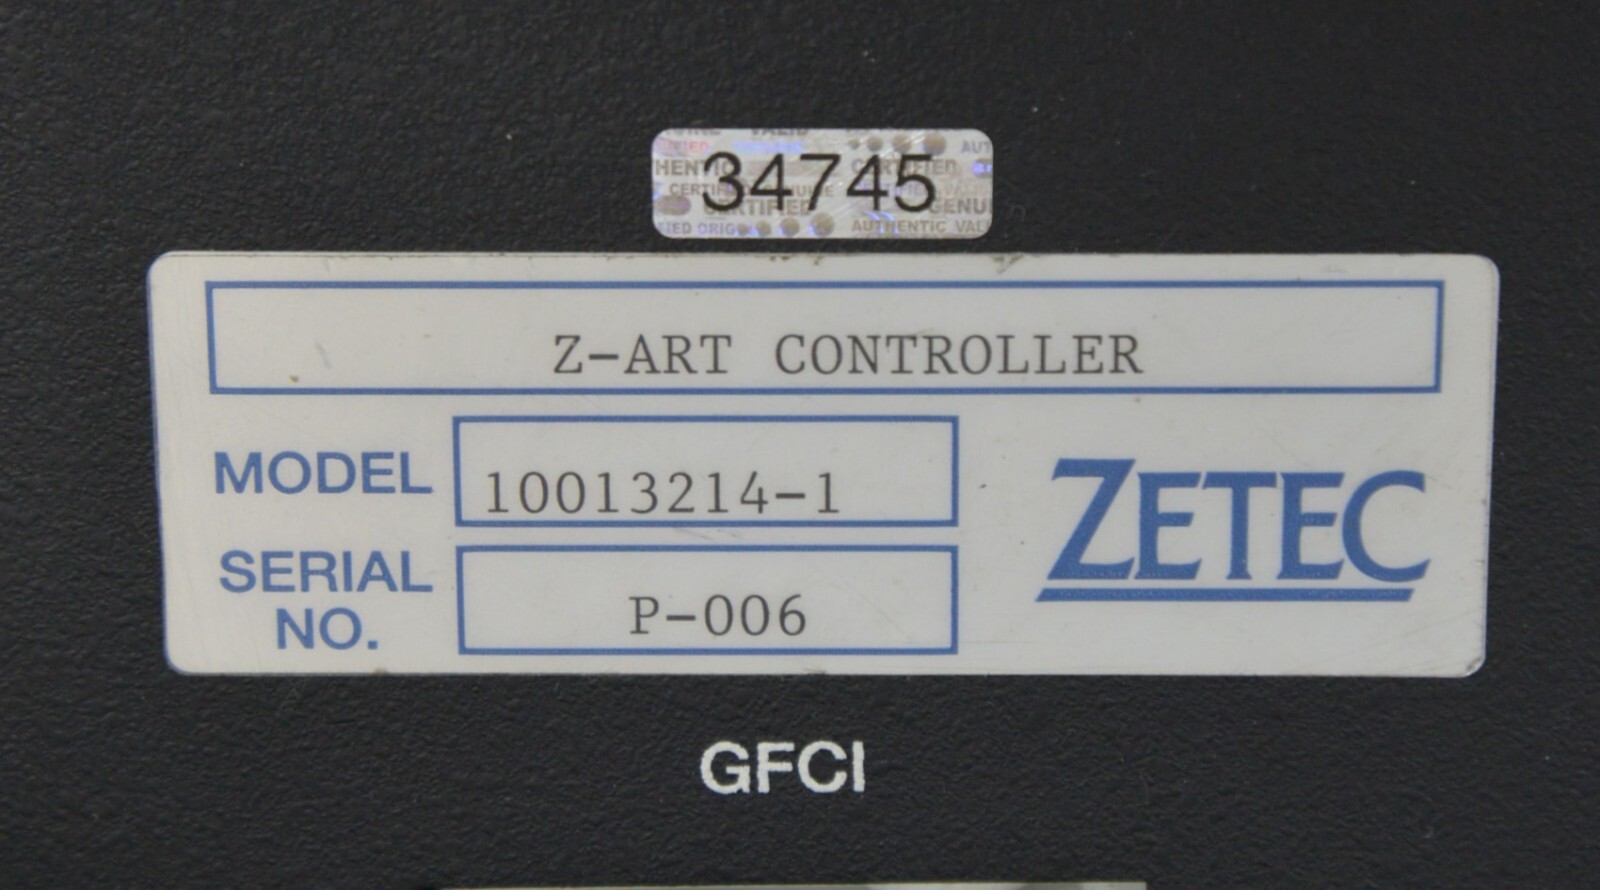 34745
Z-ART CONTROLLER
MODEL 10013214-1
SERIAL NO. P-006
ZETEC
GFCI